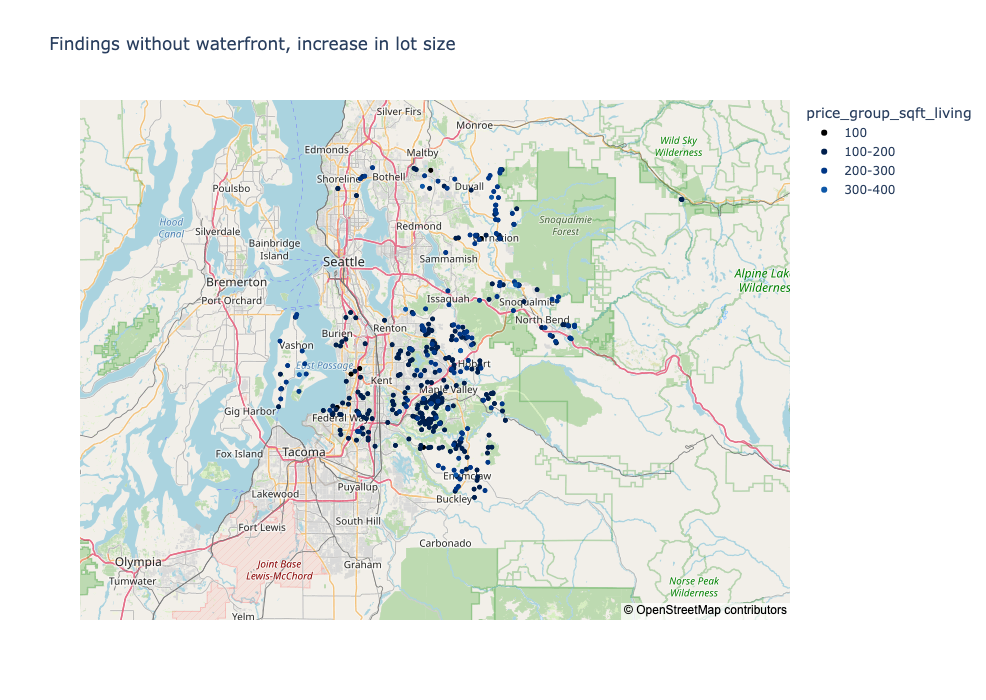 Findings without waterfront, increase in lot size
price_group_sqft_living
100
100-200
200-300
300-400
Silver Firs
Monroe
Edmonds
Maltby
Wild Sky
Wilderness
Shoreline
Bothell
Duvall
Poulsbo
Hood
Canal
Silverdale
Redmond
Snoqualmie
Forest
Bainbridge
Island
Carnation
Seattle
Sammamish
Bremerton
Alpine Lak
Wildernes
Port Orchard
Issaquah
Snoqualmie
North Bend
Burien
Renton
Vashon
East Passage
Hobart
Kent
Maple Valley
Gig Harbor
Federal Way
Fox Island
Tacoma
Enumclaw
Puyallup
Lakewood
Buckley
South Hill
Fort Lewis
Carbonado
Olympia
Joint Base
Lewis-McChord
Graham
Tumwater
Norse Peak
Wilderness
Yelm
© OpenStreetMap contributors